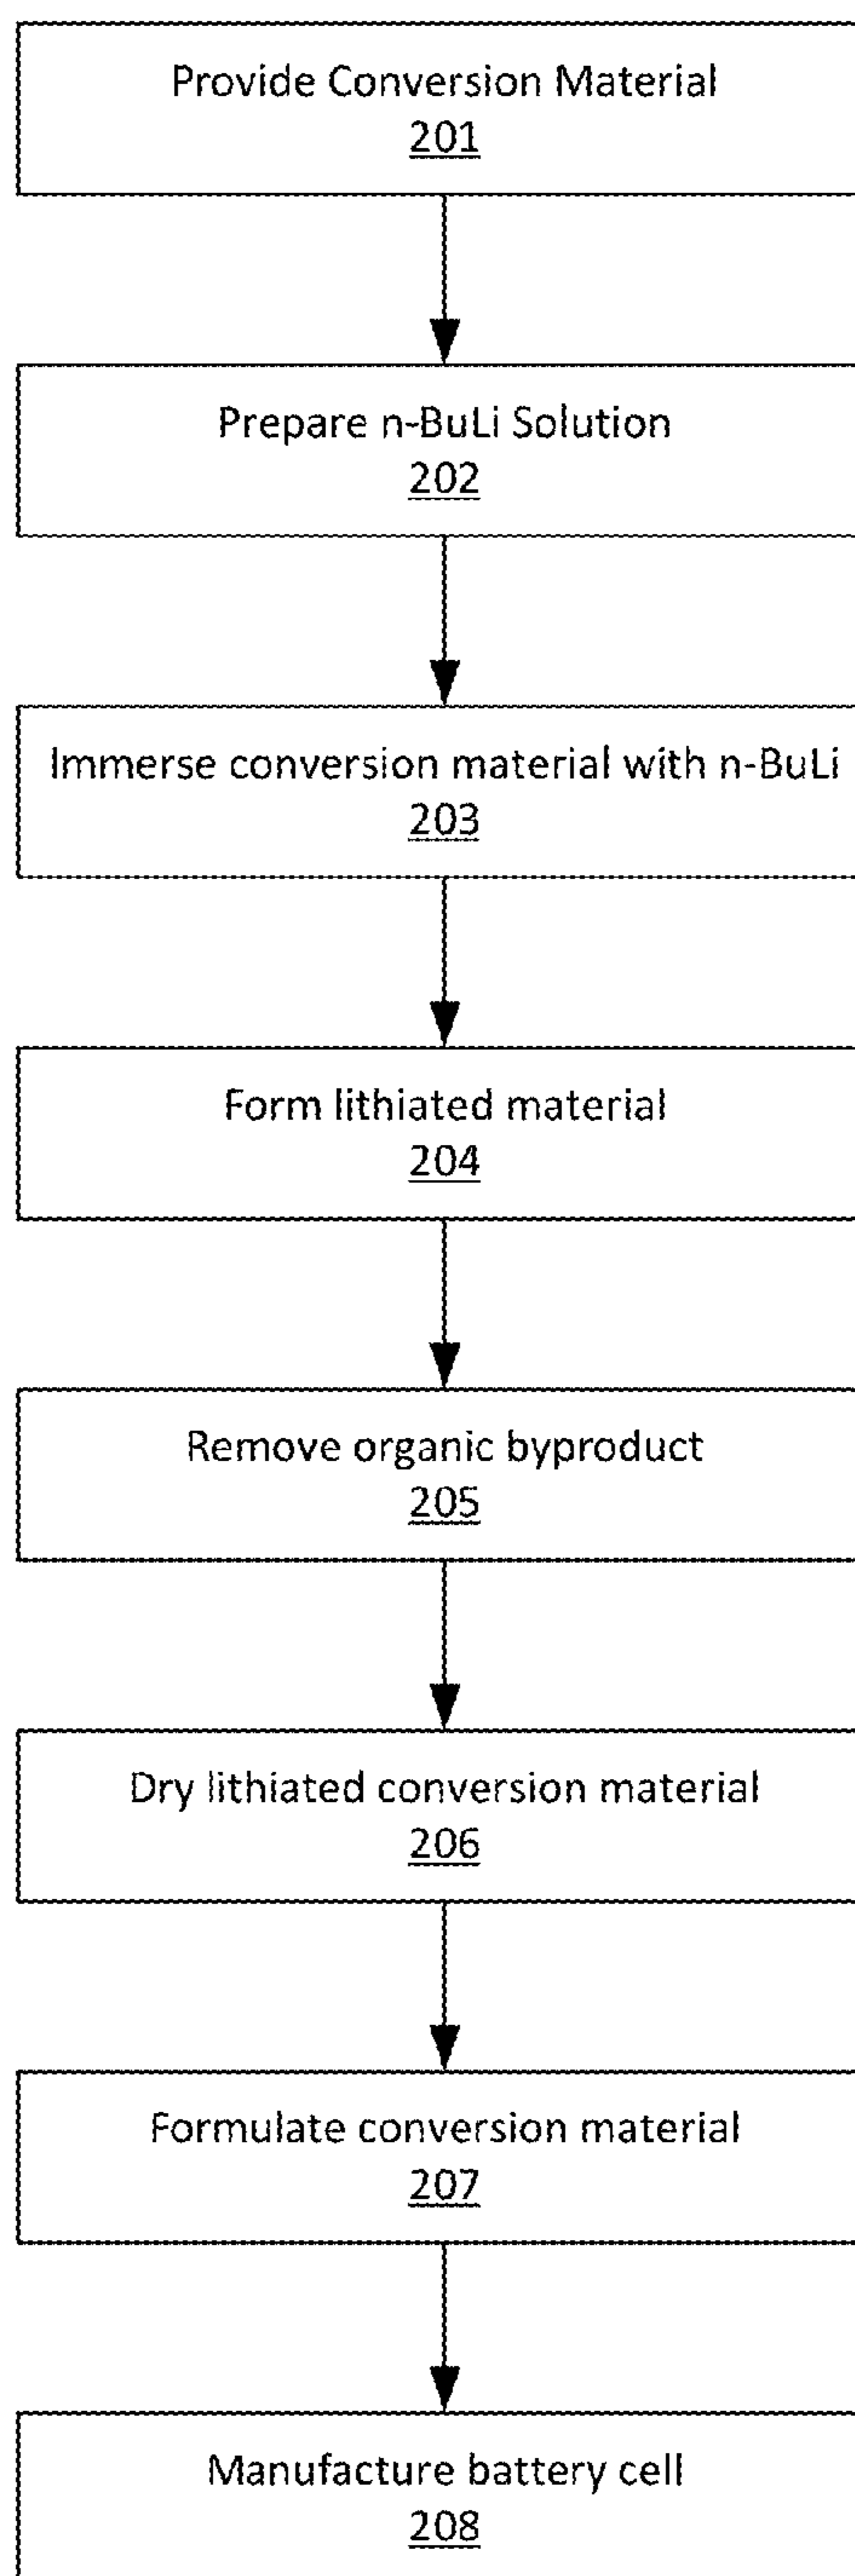 Provide Conversion Material
201
Prepare n-BuLi Solution
202
Immerse conversion material with n-BuLi
203
Form lithiated material
204
Remove organic byproduct
205
Dry lithiated conversion material
206
Formulate conversion material
207
Manufacture battery cell
208